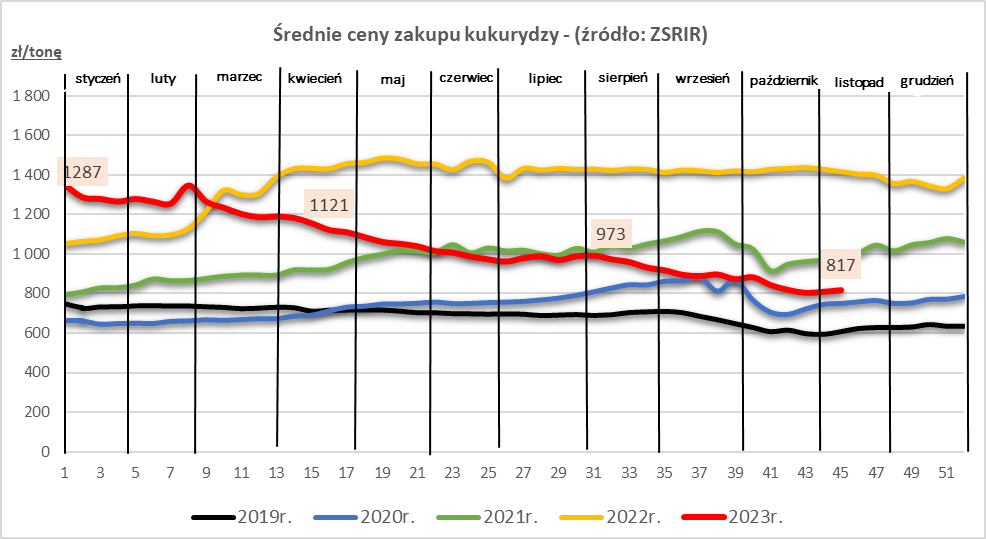 Średnie ceny zakupu kukurydzy - (źródło: ZSRIR)
zł/tonę
styczeń luty marzec kwiecień maj czerwiec lipiec sierpień wrzesień październik listopad grudzień
1 800
1 600
1 400
1 200
1 000
800
600
400
200
0
1287
1121
973
817
1 3 5 7 9 11 13 15 17 19 21 23 25 27 29 31 33 35 37 39 41 43 45 47 49 51
2019r. 2020r. 2021r. 2022r. 2023r.